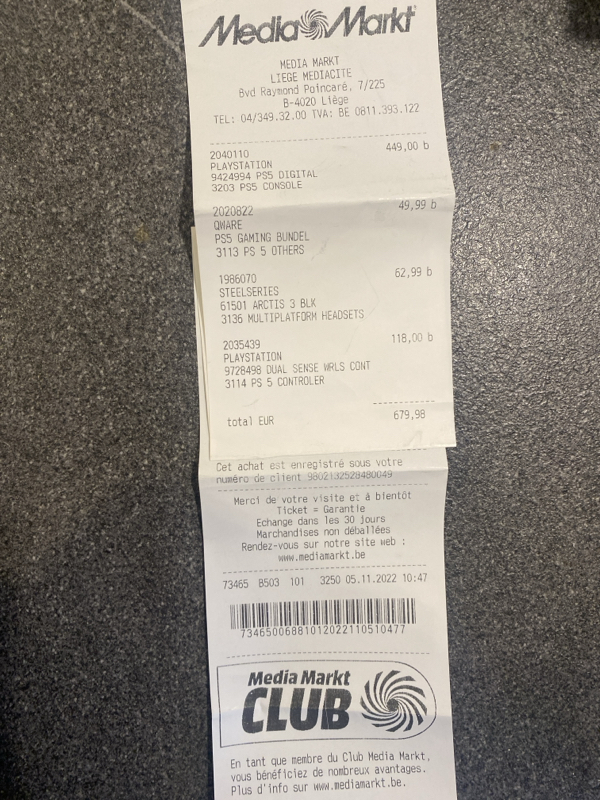 Media Markt
MEDIA MARKT
LIEGE MEDIACITE
Bvd Raymond Poincaré, 7/225
B-4020 Liège
TEL: 04/349.32.00 TVA: BE 0811.393.122
2040110 449,00 b
PLAYSTATION
9424994 PS5 DIGITAL
3203 PS5 CONSOLE
2020822 49,99 b
QWARE
PS5 GAMING BUNDEL
3113 PS 5 OTHERS
1986070 62,99 b
STEELSERIES
61501 ARCTIS 3 BLK
3136 MULTIPLATFORM HEADSETS
2035439 118,00 b
PLAYSTATION
9728498 DUAL SENSE WRLS CONT
3114 PS 5 CONTROLER
total EUR 679,98
Cet achat est enregistré sous votre
numéro de client 9802132528480049
Merci de votre visite et à bientôt
Ticket = Garantie
Echange dans les 30 jours
Marchandises non déballées
Rendez-vous sur notre site web :
www.mediamarkt.be
73465 B503 101 3250 05.11.2022 10:47
73465006881012022110510477
Media Markt
CLUB
En tant que membre du Club Media Markt,
vous bénéficiez de nombreux avantages.
Plus d'info sur www.mediamarkt.be.